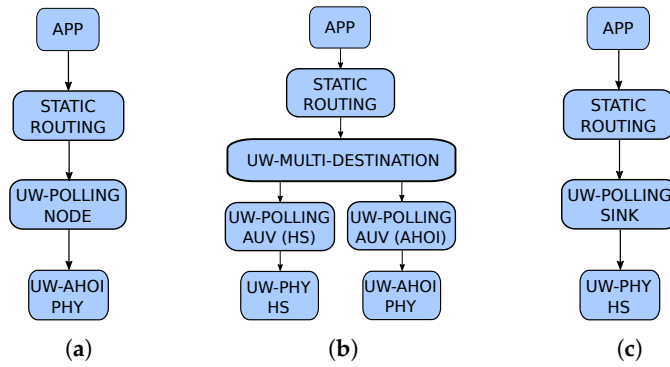 APP
STATIC
ROUTING
UW-POLLING
NODE
UW-AHOI
PHY
(a)
APP
STATIC
ROUTING
UW-MULTI-DESTINATION
UW-POLLING
AUV (HS)
UW-POLLING
AUV (AHOI)
UW-PHY
HS
UW-AHOI
PHY
(b)
APP
STATIC
ROUTING
UW-POLLING
SINK
UW-PHY
HS
(c)